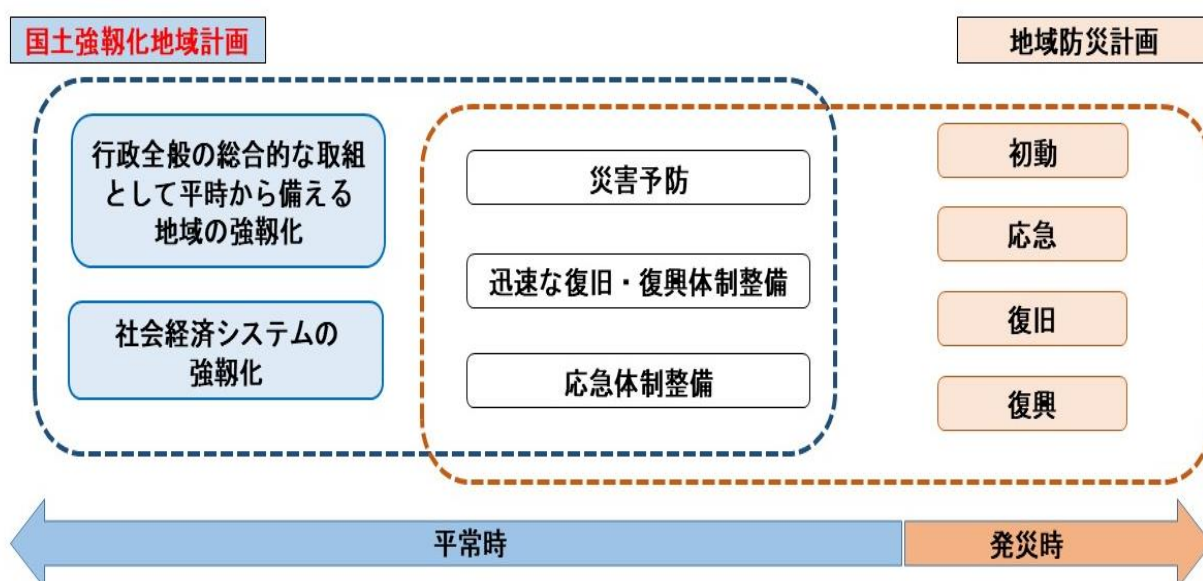 国土強靱化地域計画
地域防災計画
行政全般の総合的な取組
として平時から備える
地域の強靱化
社会経済システムの
強靱化
災害予防
迅速な復旧・復興体制整備
応急体制整備
初動
応急
復旧
復興
平常時
発災時